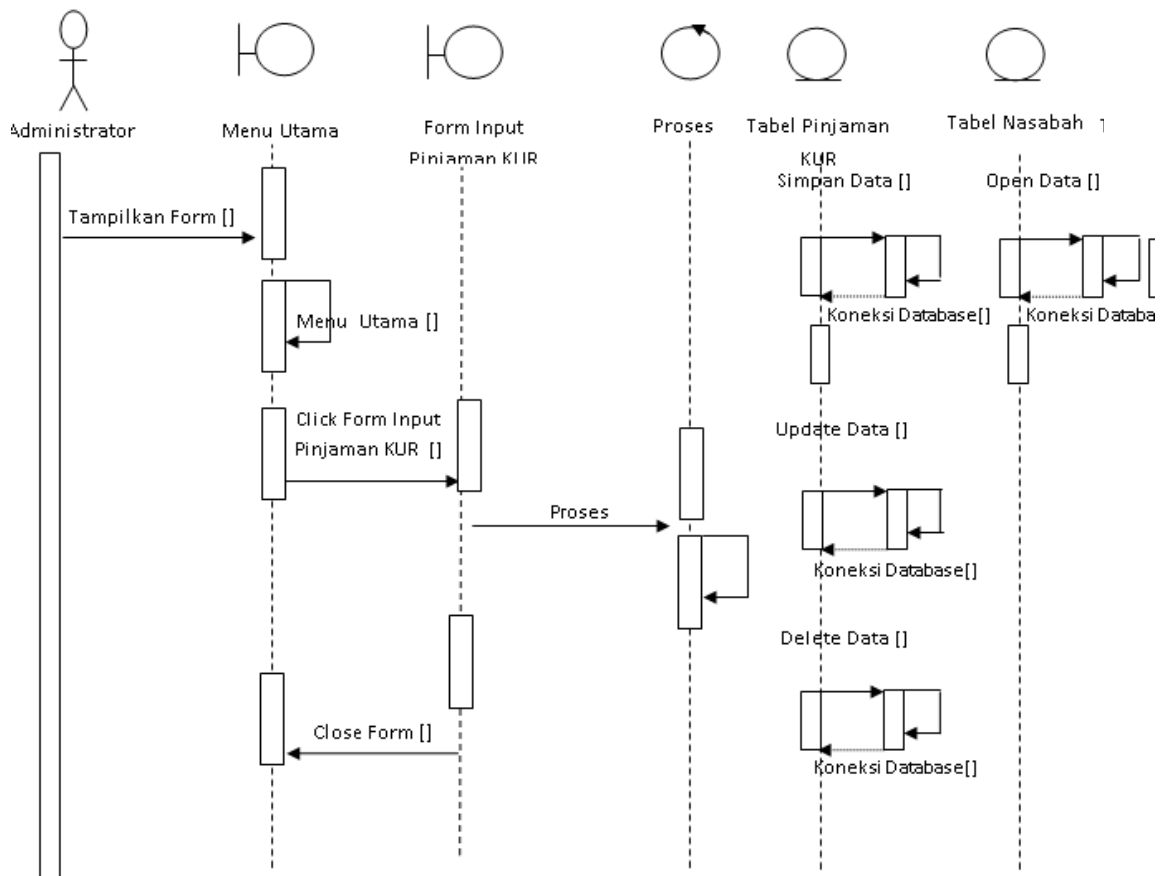 Administrator
Menu Utama
Form Input
Pinjaman KUR
Proses
Tabel Pinjaman
KUR
Tabel Nasabah
Simpan Data []
Open Data []
Tampilkan Form []
Koneksi Database[]
Koneksi Databa
Menu Utama []
Click Form Input
Pinjaman KUR []
Update Data []
Proses
Koneksi Database[]
Delete Data []
Close Form []
Koneksi Database[]